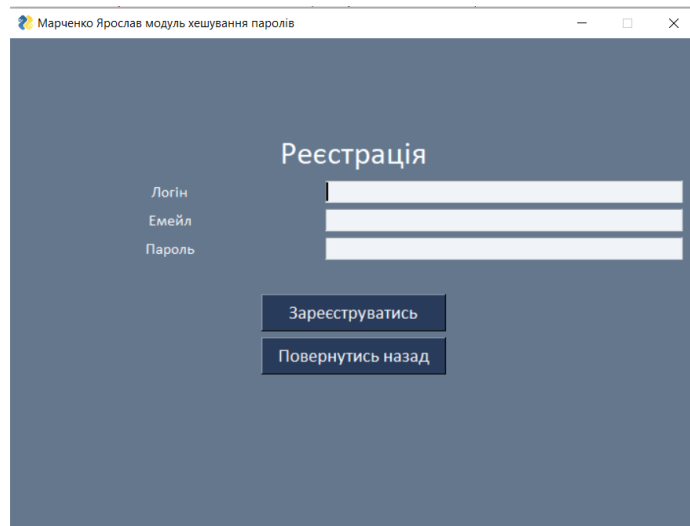 Марченко Ярослав модуль хешування паролів
Реєстрація
Логін
Емейл
Пароль
Зареєструватись
Повернутись назад